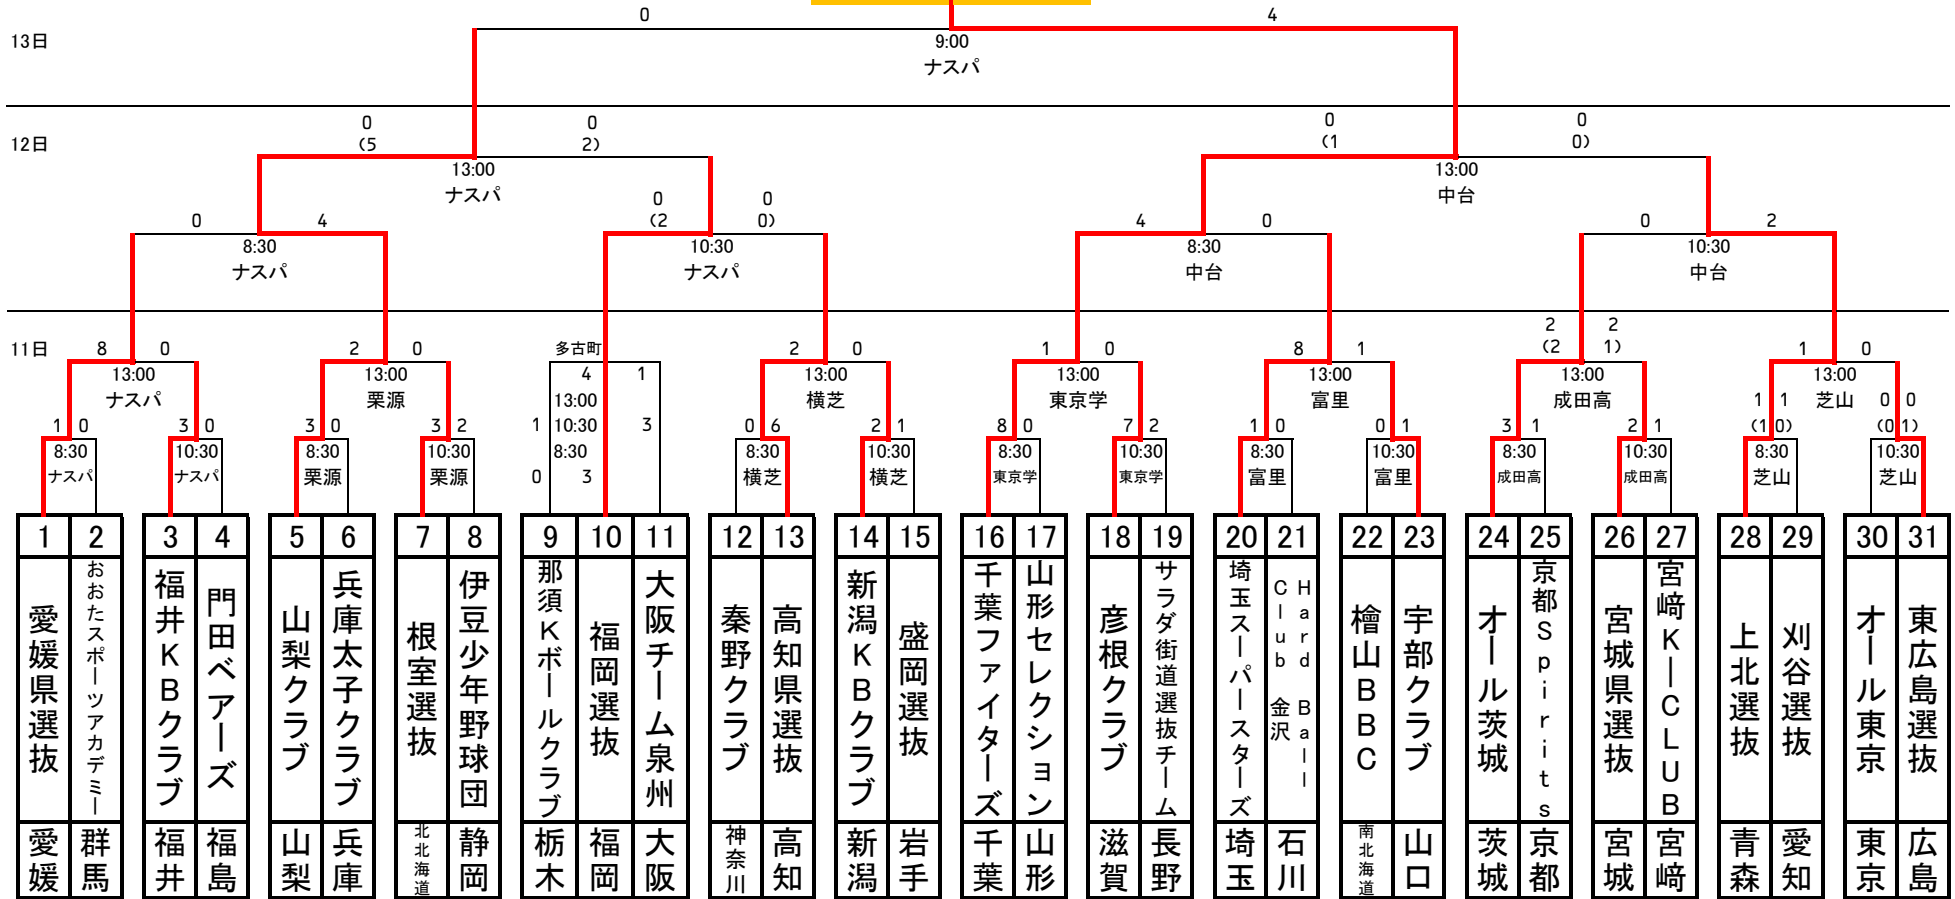 0 4
13日
9:00
ナスパ
0 0 0 0
12日
(5 2) (1 0)
13:00 13:00
ナスパ 中台
0 0
(2 0)
0 4 4 0 0 2
8:30 10:30 8:30 10:30
ナスパ ナスパ 中台 中台
2 2
(2 1)
11日
8 0 2 0 多古町 2 0 1 0 8 1 1 0
13:00 13:00 4 1 13:00 13:00 13:00 13:00 13:00
ナスパ 栗源 13:00 横芝 東京学 富里 成田高 芝山
1 1 0 0
1 0 3 0 3 0 3 2 1 10:30 3 0 6 2 1 8 0 7 2 1 0 0 1 3 1 2 1 (1 0) (0 1)
8:30 10:30 8:30 10:30 8:30 8:30 10:30 8:30 10:30 8:30 10:30 8:30 10:30 8:30 10:30
ナスパ ナスパ 栗源 栗源 0 3 横芝 横芝 東京学 東京学 富里 富里 成田高 成田高 芝山 芝山
1 2 3 4 5 6 7 8 9 10 11 12 13 14 15 16 17 18 19 20 21 22 23 24 25 26 27 28 29 30 31
愛媛県選抜
おおたスポーツアカデミー
福井KBクラブ
門田ベアーズ
山梨クラブ
兵庫太子クラブ
根室選抜
伊豆少年野球団
那須Kボールクラブ
福岡選抜
大阪チーム泉州
秦野クラブ
高知県選抜
新潟KBクラブ
盛岡選抜
千葉ファイターズ
山形セレクション
彦根クラブ
サラダ街道選抜チーム
埼玉スーパースターズ
Hard Ball
Club 金沢
檜山BBC
宇部クラブ
オール茨城
京都Spirits
宮城県選抜
宮﨑K―CLUB
上北選抜
刈谷選抜
オール東京
東広島選抜
愛媛 群馬 福井 福島 山梨 兵庫 北北海道 静岡 栃木 福岡 大阪 神奈川 高知 新潟 岩手 千葉 山形 滋賀 長野 埼玉 石川 南北海道 山口 茨城 京都 宮城 宮﨑 青森 愛知 東京 広島